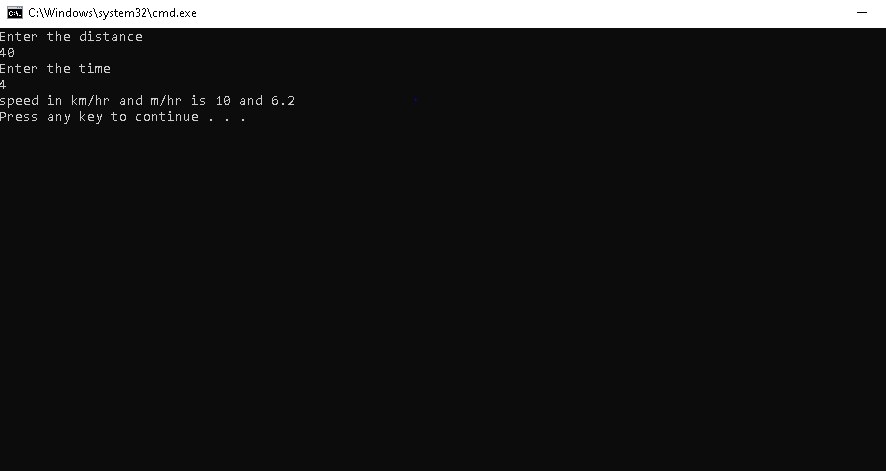 C:\Windows\system32\cmd.exe
Enter the distance
40
Enter the time
4
speed in km/hr and m/hr is 10 and 6.2
Press any key to continue . . .